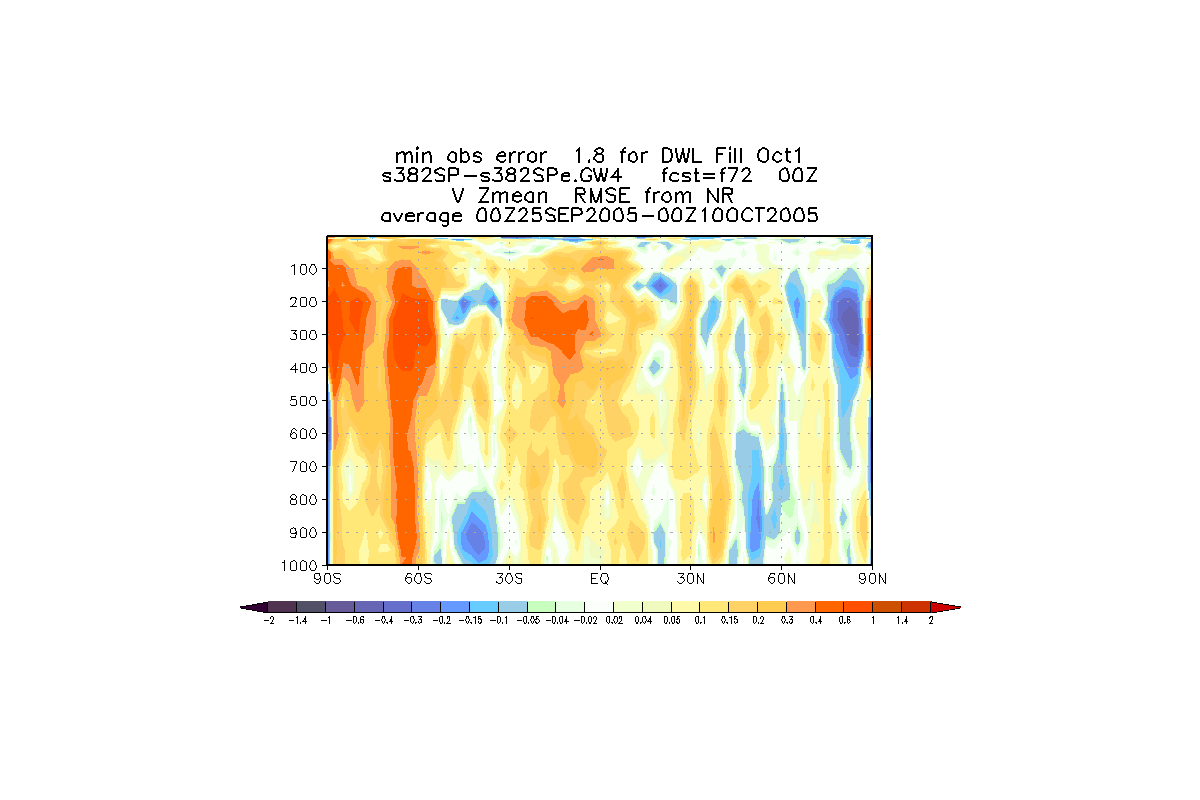 min obs error 1.8 for DWL Fill Oct1
s382SP-s382SPe.GW4 fcst=f72 00Z
V Zmean RMSE from NR
average 00Z25SEP2005-00Z10OCT2005
100
200
300
400
500
600
700
800
900
1000
90S 60S 30S EQ 30N 60N 90N
-2 -1.4 -1 -0.6 -0.4 -0.3 -0.2 -0.15 -0.1 -0.05 -0.04 -0.02 0.02 0.04 0.05 0.1 0.15 0.2 0.3 0.4 0.6 1 1.4 2